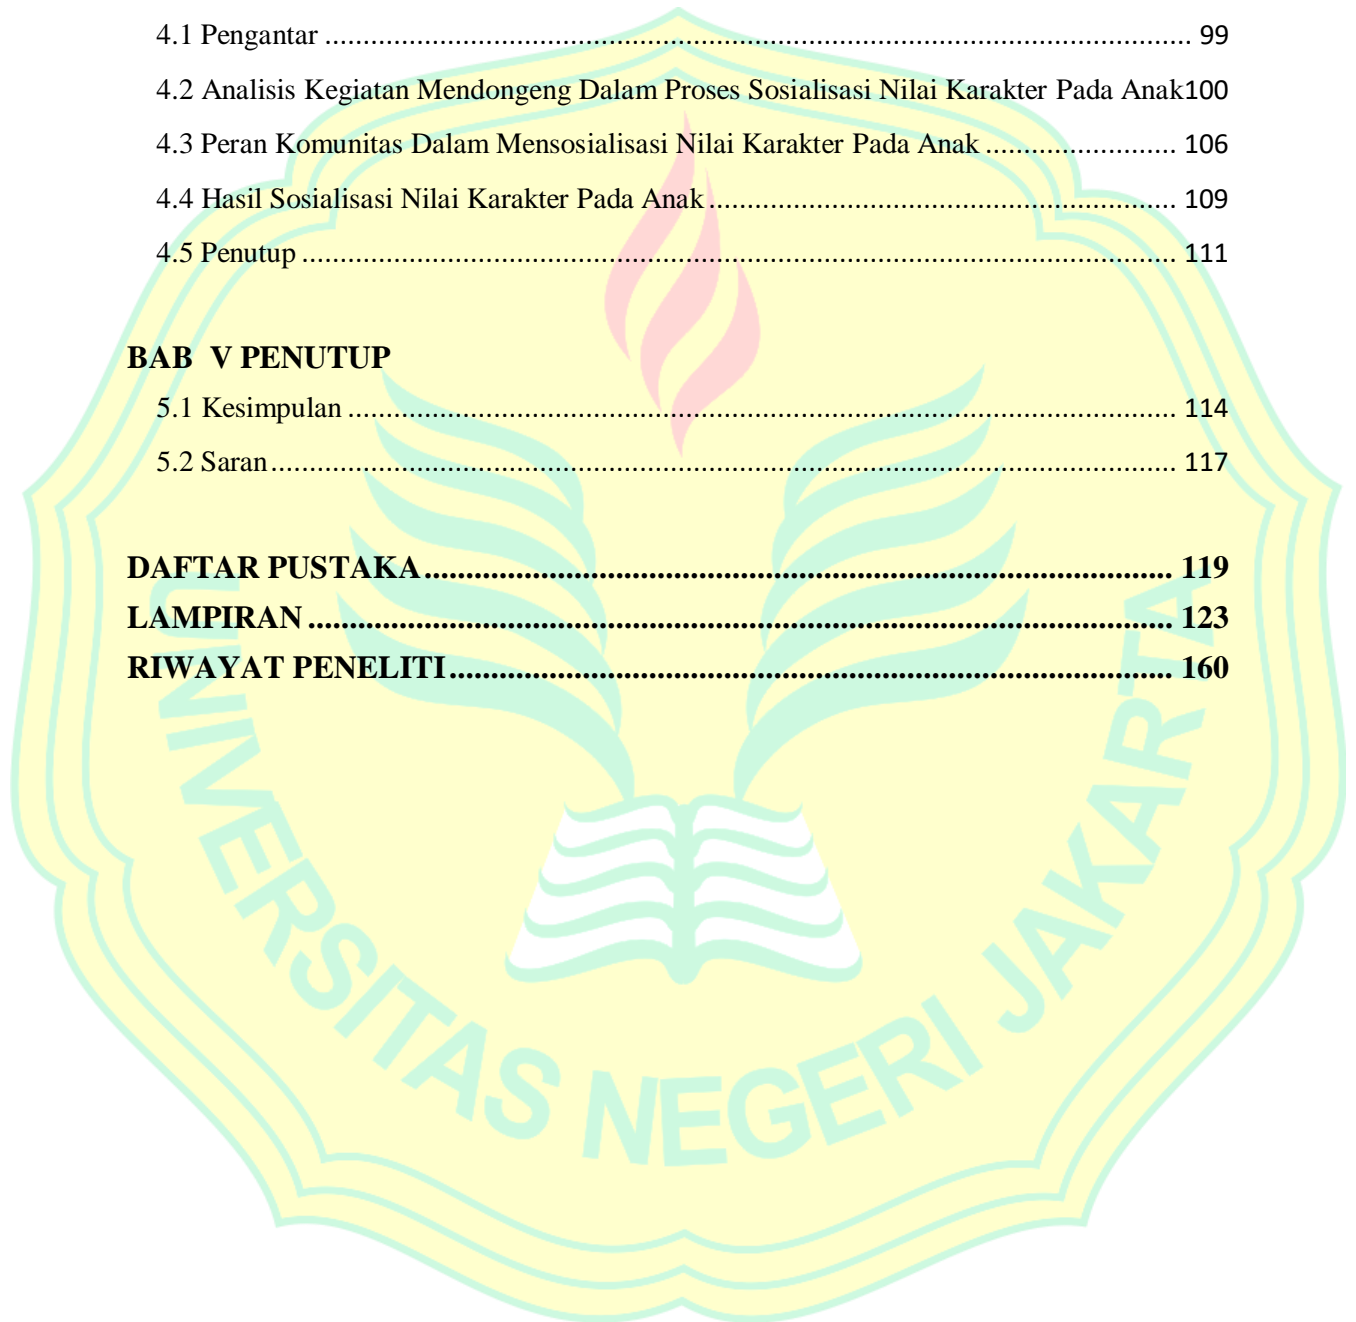 4.1 Pengantar ............................................................................................... 99
4.2 Analisis Kegiatan Mendongeng Dalam Proses Sosialisasi Nilai Karakter Pada Anak100
4.3 Peran Komunitas Dalam Mensosialisasi Nilai Karakter Pada Anak ......................... 106
4.4 Hasil Sosialisasi Nilai Karakter Pada Anak ................................................... 109
4.5 Penutup ............................................................................................... 111
BAB V PENUTUP
5.1 Kesimpulan ........................................................................................... 114
5.2 Saran................................................................................................... 117
DAFTAR PUSTAKA................................................................................. 119
LAMPIRAN .............................................................................................. 123
RIWAYAT PENELITI............................................................................... 160
UNIVERSITAS NEGERI JAKARTA